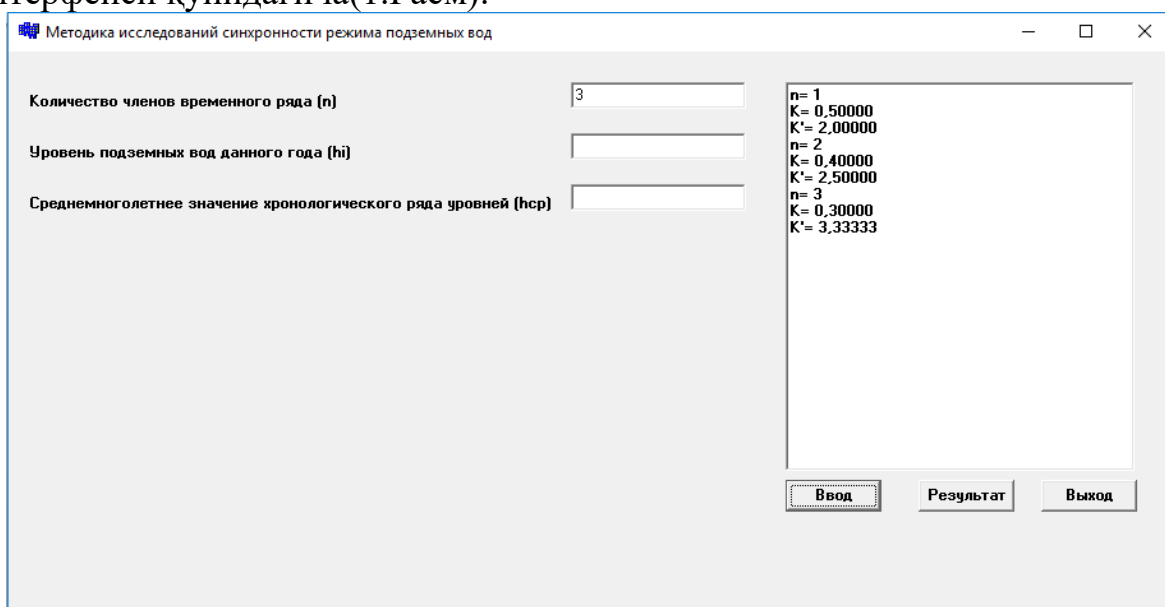 Методика исследований синхронности режима подземных вод
Количество членов временного ряда (n)
3
Уровень подземных вод данного года (hi)
Среднемноголетнее значение хронологического ряда уровней (hcp)
n= 1
K= 0,50000
K'= 2,00000
n= 2
K= 0,40000
K'= 2,50000
n= 3
K= 0,30000
K'= 3,33333
Ввод
Результат
Выход